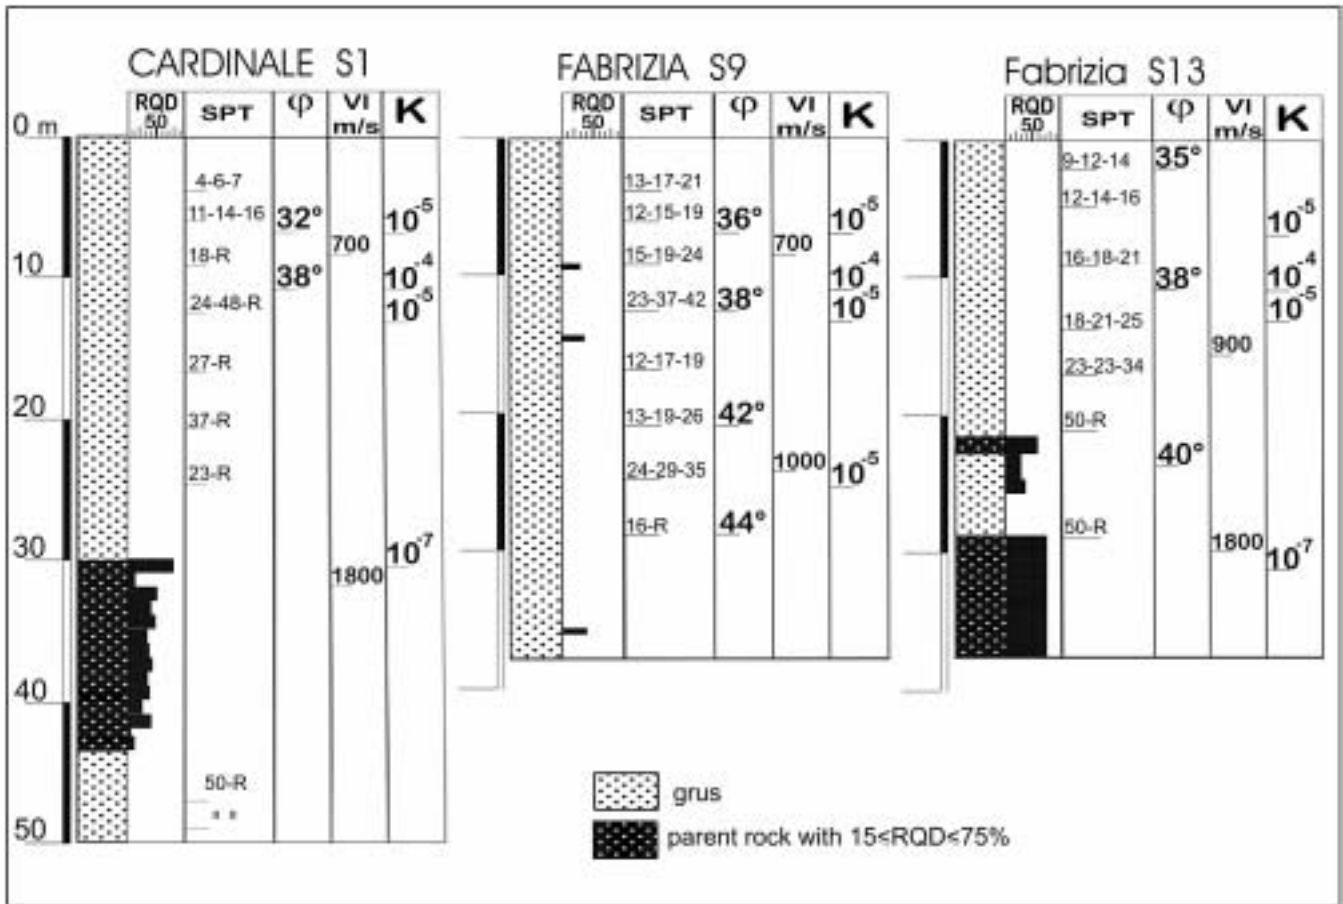 CARDINALE S1
RQD 50 SPT φ Vl m/s K
0 m
10
20
30
40
50
4-6-7
11-14-16
18-R
24-48-R
27-R
37-R
23-R
50-R
" "
32°
38°
700
1800
10⁻⁵
10⁻⁴
10⁻⁵
10⁻⁷
FABRIZIA S9
RQD 50 SPT φ Vl m/s K
13-17-21
12-15-19
15-19-24
23-37-42
12-17-19
13-19-26
24-29-35
16-R
36°
38°
42°
44°
700
1000
10⁻⁵
10⁻⁴
10⁻⁵
10⁻⁵
Fabrizia S13
RQD 50 SPT φ Vl m/s K
9-12-14
12-14-16
16-18-21
18-21-25
23-23-34
50-R
50-R
35°
38°
40°
900
1800
10⁻⁵
10⁻⁴
10⁻⁵
10⁻⁷
grus
parent rock with 15≤RQD≤75%